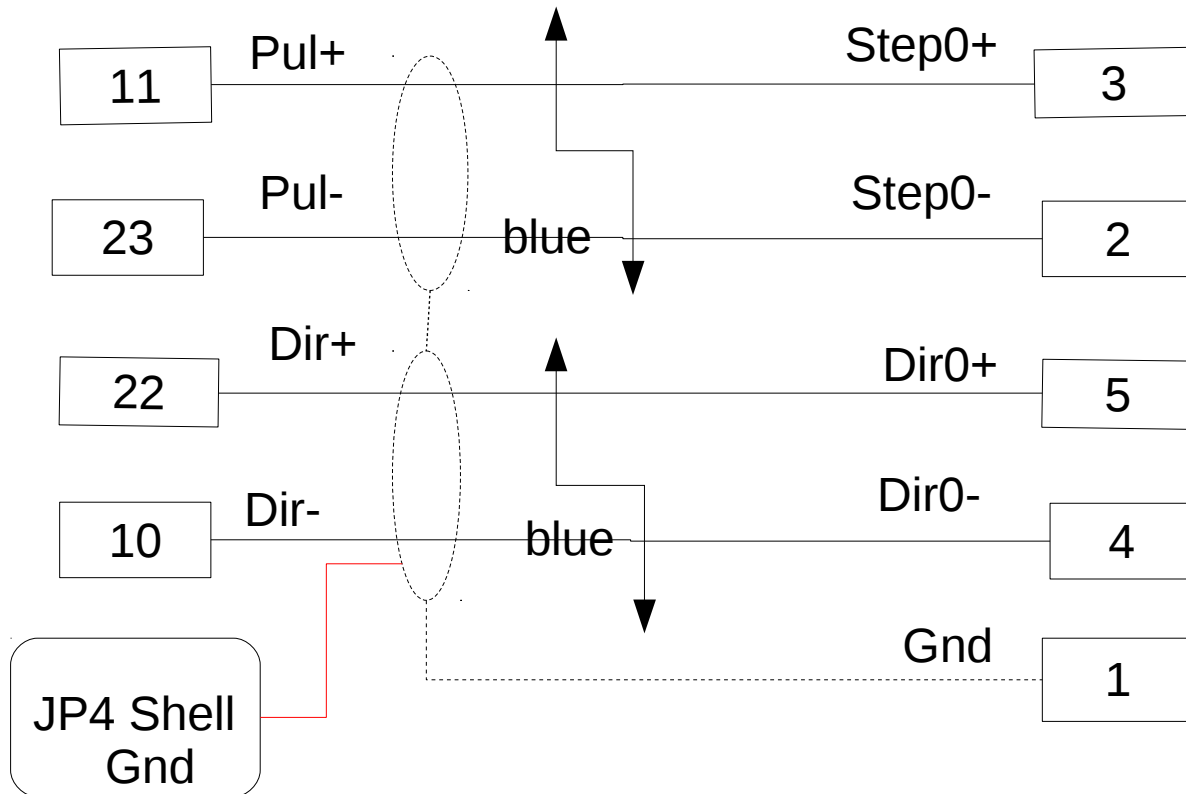 Pul+
Step0+
11
3
Pul-
Step0-
23
blue
2
Dir+
Dir0+
22
5
Dir-
Dir0-
10
blue
4
Gnd
1
JP4 Shell
Gnd